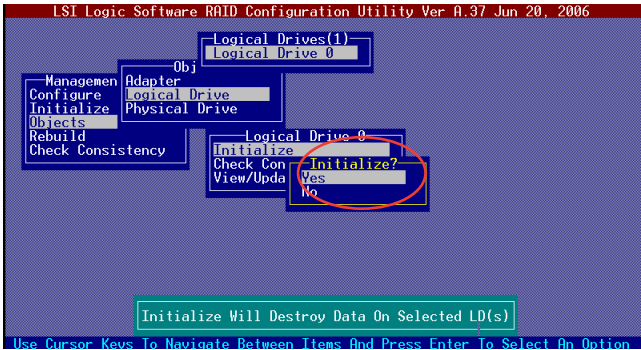 LSI Logic Software RAID Configuration Utility Ver A.37 Jun 20, 2006
Logical Drives(1)
Logical Drive 0
Obj
Adapter
Logical Drive
Physical Drive
Managemen
Configure
Initialize
Objects
Rebuild
Check Consistency
Logical Drive 0
Initialize
Check Con
View/Upda
Initialize?
Yes
No
Initialize Will Destroy Data On Selected LD(s)
Use Cursor Keys To Navigate Between Items And Press Enter To Select An Option